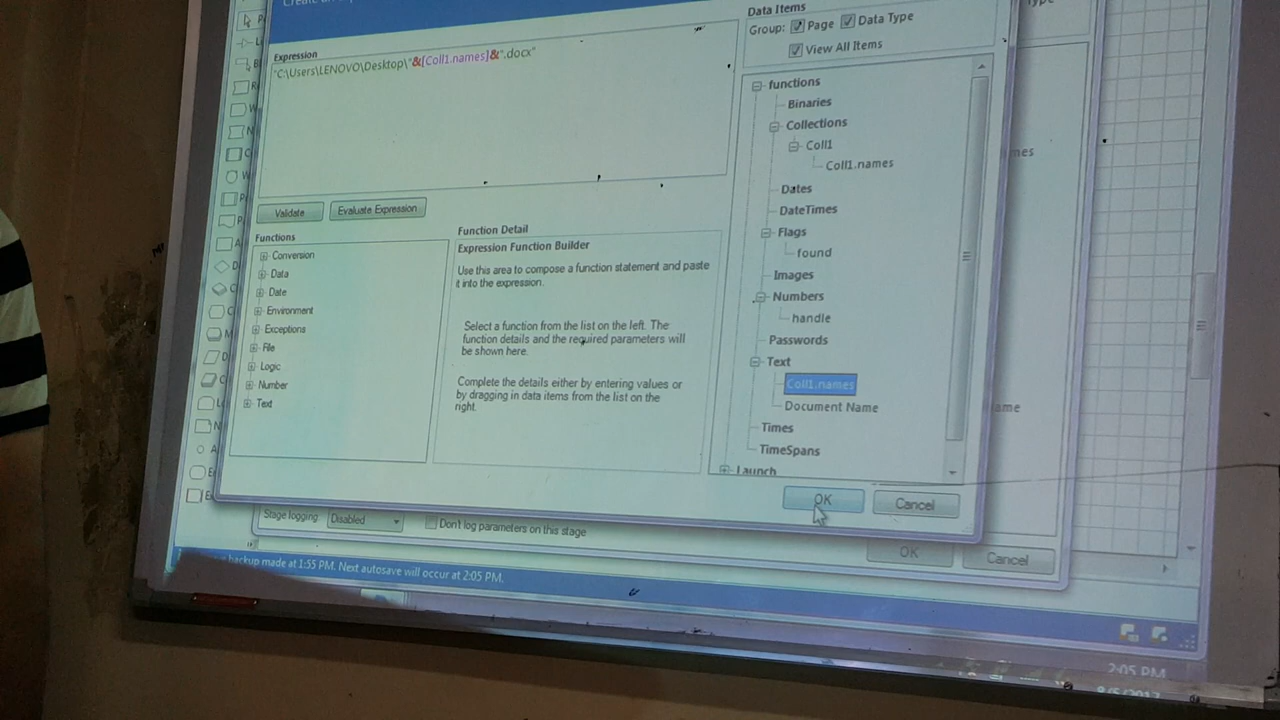 Data Items
Group: Page Data Type
View All Items
Expression
"C:\Users\LENOVO\Desktop\"&[Coll1.names]&".docx"
functions
Binaries
Collections
Coll1
Coll1.names
Dates
DateTimes
Flags
found
Images
Numbers
handle
Passwords
Text
Coll1.names
Document Name
Times
TimeSpans
Launch
Validate
Evaluate Expression
Functions
Conversion
Data
Date
Environment
Exceptions
File
Logic
Number
Text
Function Detail
Expression Function Builder
Use this area to compose a function statement and paste
it into the expression.
Select a function from the list on the left. The
function details and the required parameters will
be shown here.
Complete the details either by entering values or
by dragging in data items from the list on the
right.
OK
Cancel
Stage logging Disabled Don't log parameters on this stage
OK
Cancel
backup made at 1:55 PM. Next autosave will occur at 2:05 PM.
2:05 PM